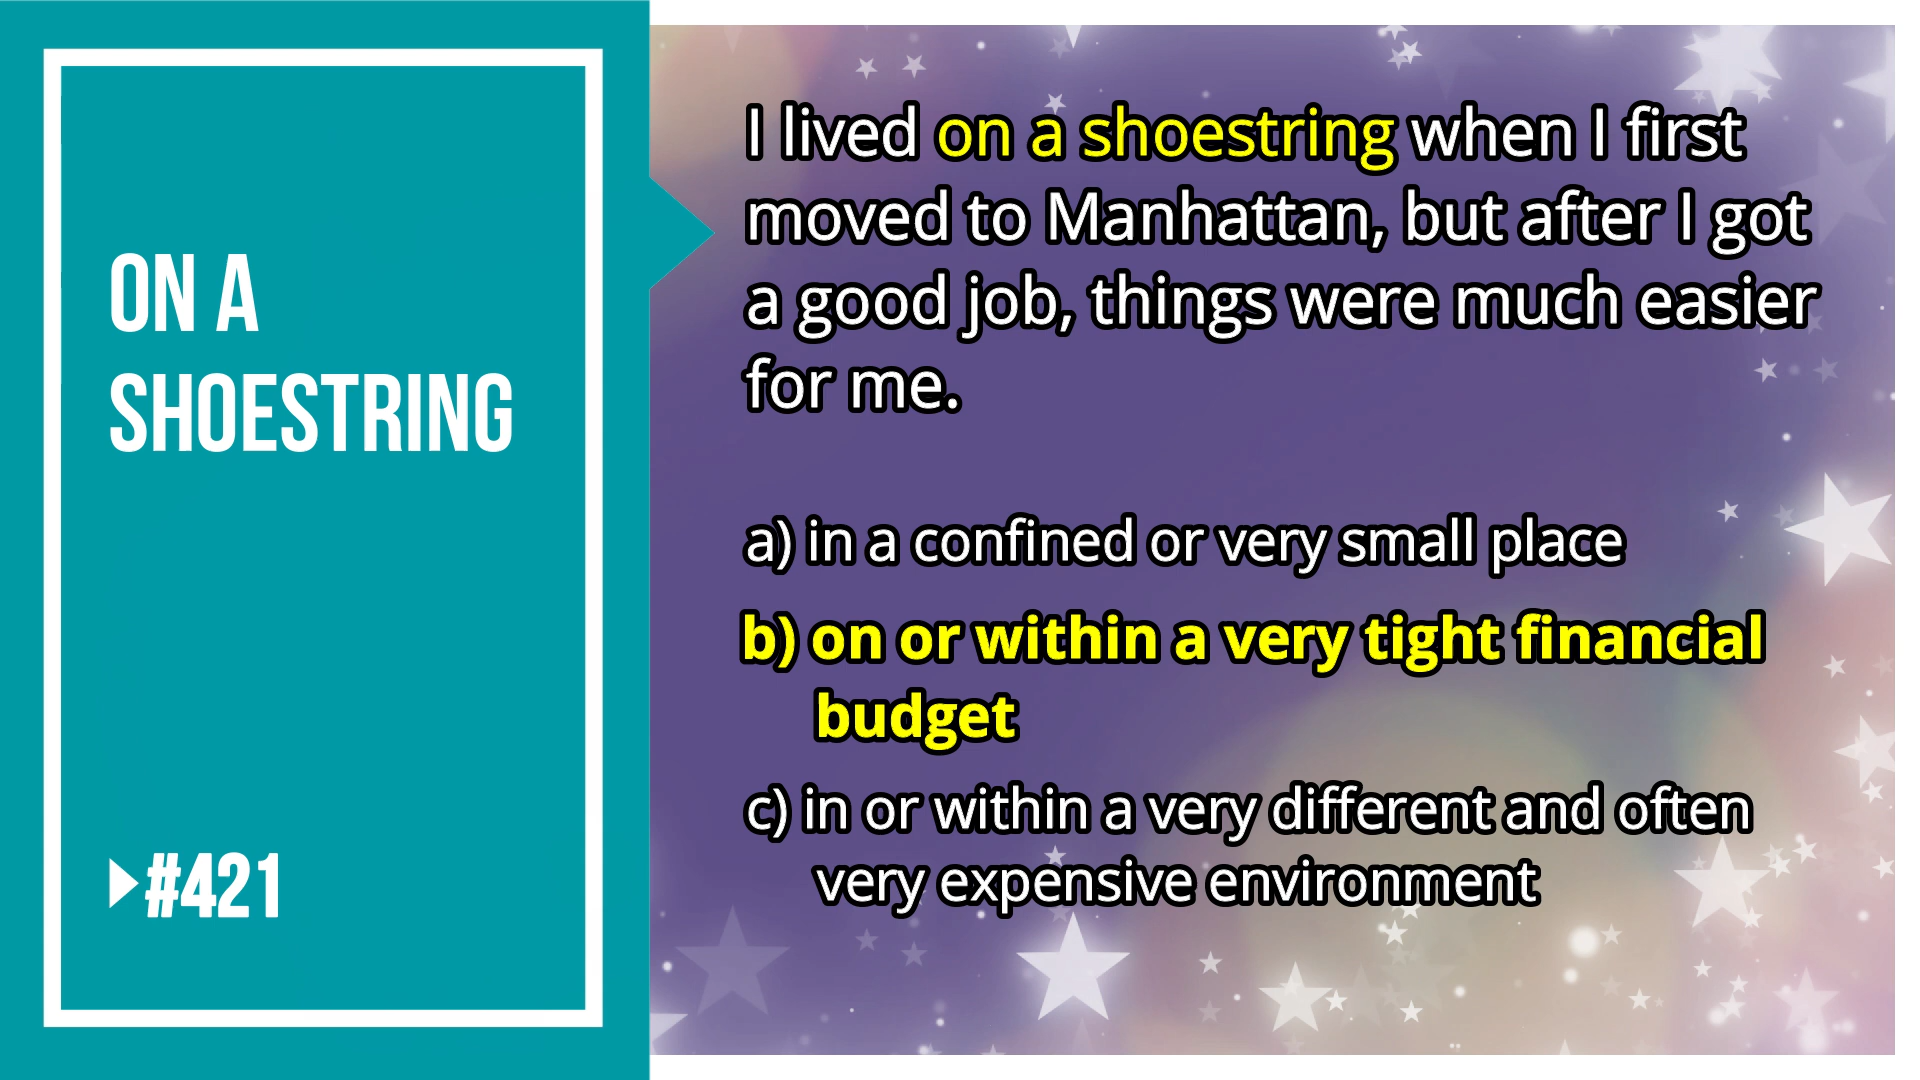 ON A
SHOESTRING
#421
I lived on a shoestring when I first
moved to Manhattan, but after I got
a good job, things were much easier
for me.
a) in a confined or very small place
b) on or within a very tight financial
budget
c) in or within a very different and often
very expensive environment